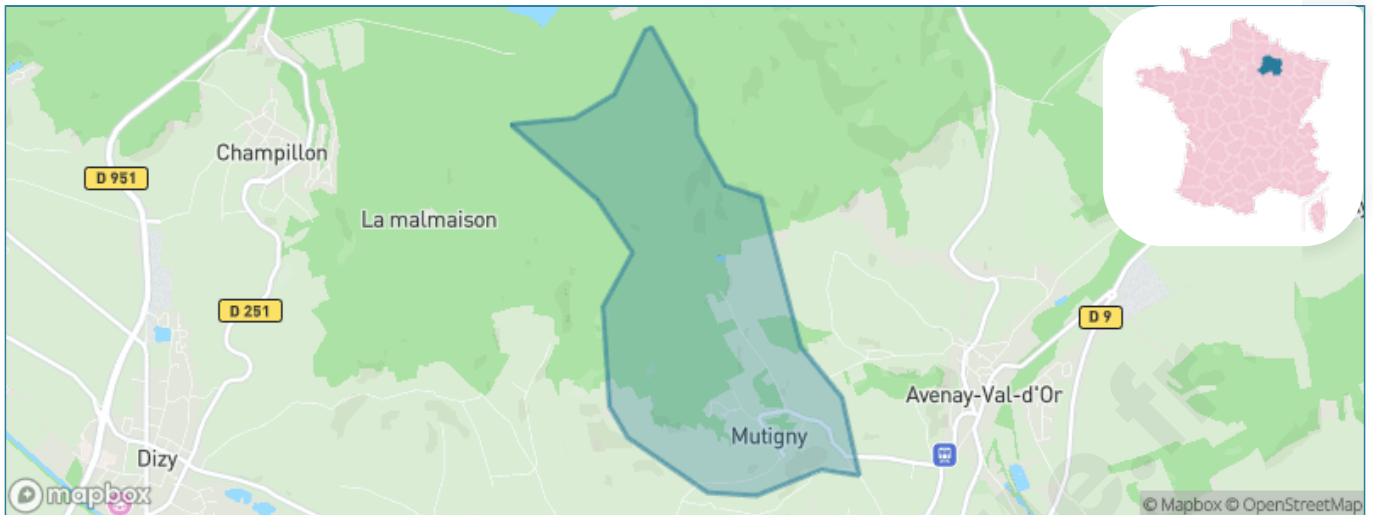 Champillon
D 951
La malmaison
D 251
D 9
Avenay-Val-d'Or
Mutigny
Dizy
mapbox
© Mapbox © OpenStreetMap